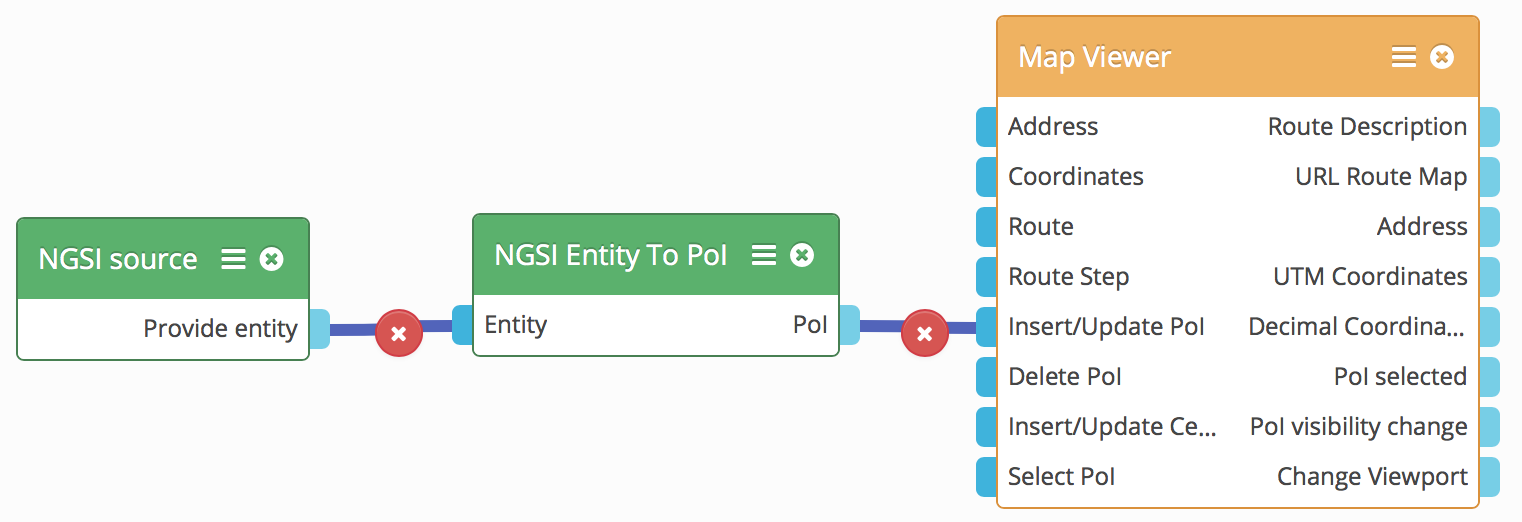 NGSI source
Provide entity
NGSI Entity To PoI
Entity PoI
Map Viewer
Address Route Description
Coordinates URL Route Map
Route Address
Route Step UTM Coordinates
Insert/Update PoI Decimal Coordina...
Delete PoI PoI selected
Insert/Update Ce... PoI visibility change
Select PoI Change Viewport